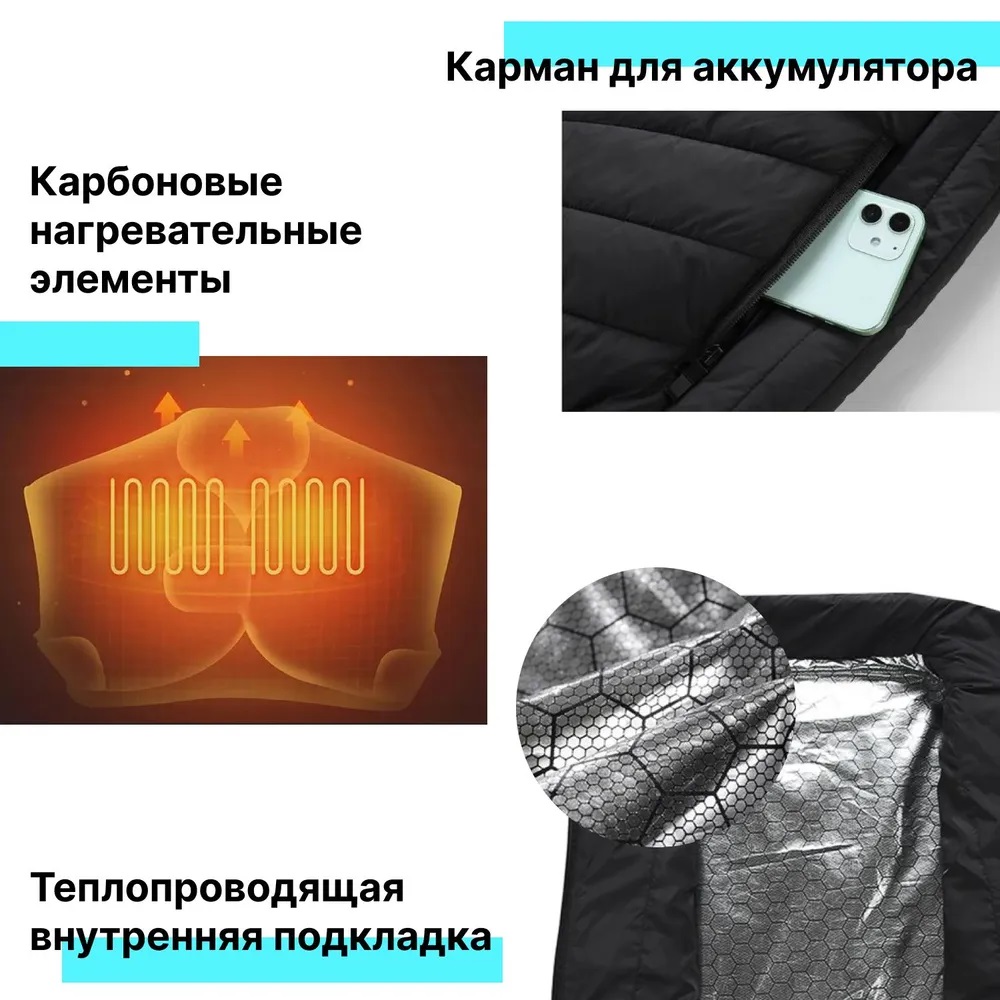 Карман для аккумулятора
Карбоновые
нагревательные
элементы
Теплопроводящая
внутренняя подкладка